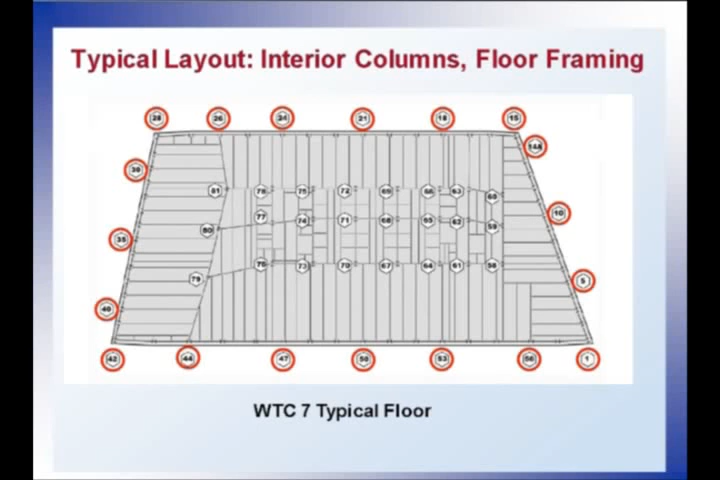 Typical Layout: Interior Columns, Floor Framing
28 26 24 21 18 15
14A
39
81 78 75 72 69 66 63 60
10
77 74 71 68 65 62 59
80
35
76 73 70 67 64 61 58
79
5
40
42 44 47 50 53 56 1
WTC 7 Typical Floor